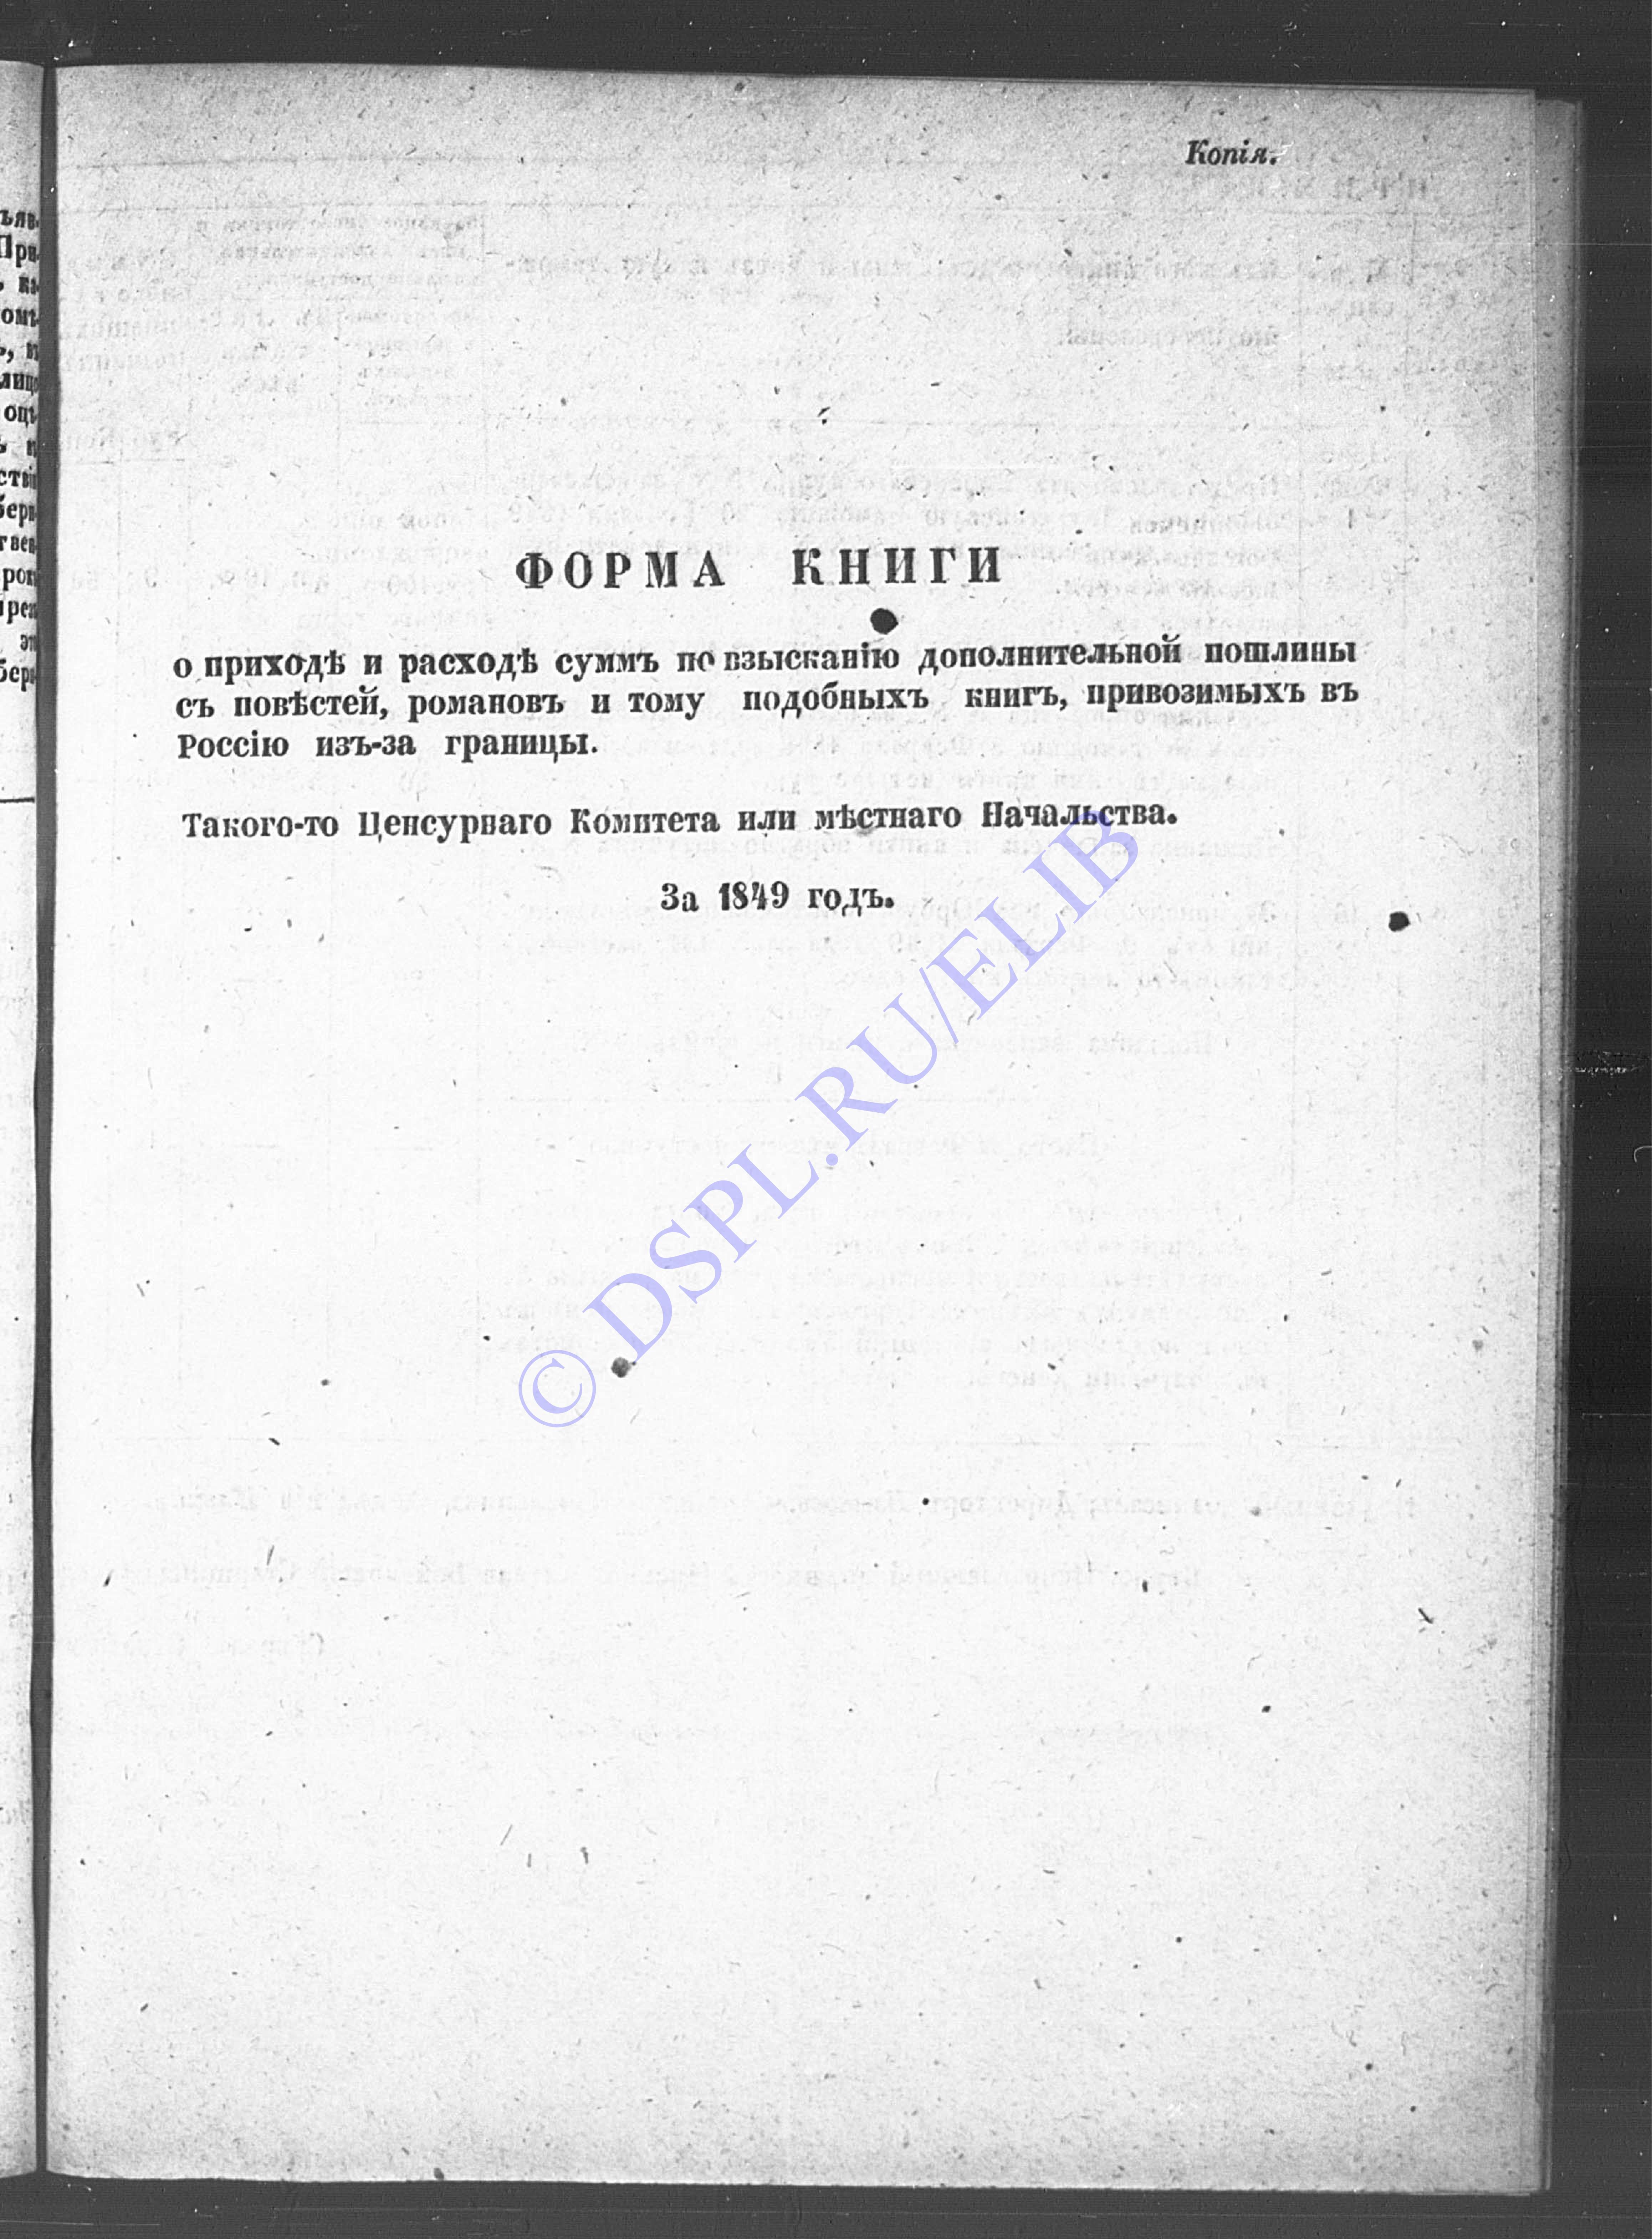 Копія.
ФОРМА КНИГИ
о приходѣ и расходѣ суммъ по взысканію дополнительной пошлины
съ повѣстей, романовъ и тому подобныхъ книгъ, привозимыхъ въ
Россію изъ-за границы.
Такого-то Ценсурнаго Комитета или мѣстнаго Начальства.
За 1849 годъ.
© DSPL.RU/ELIB